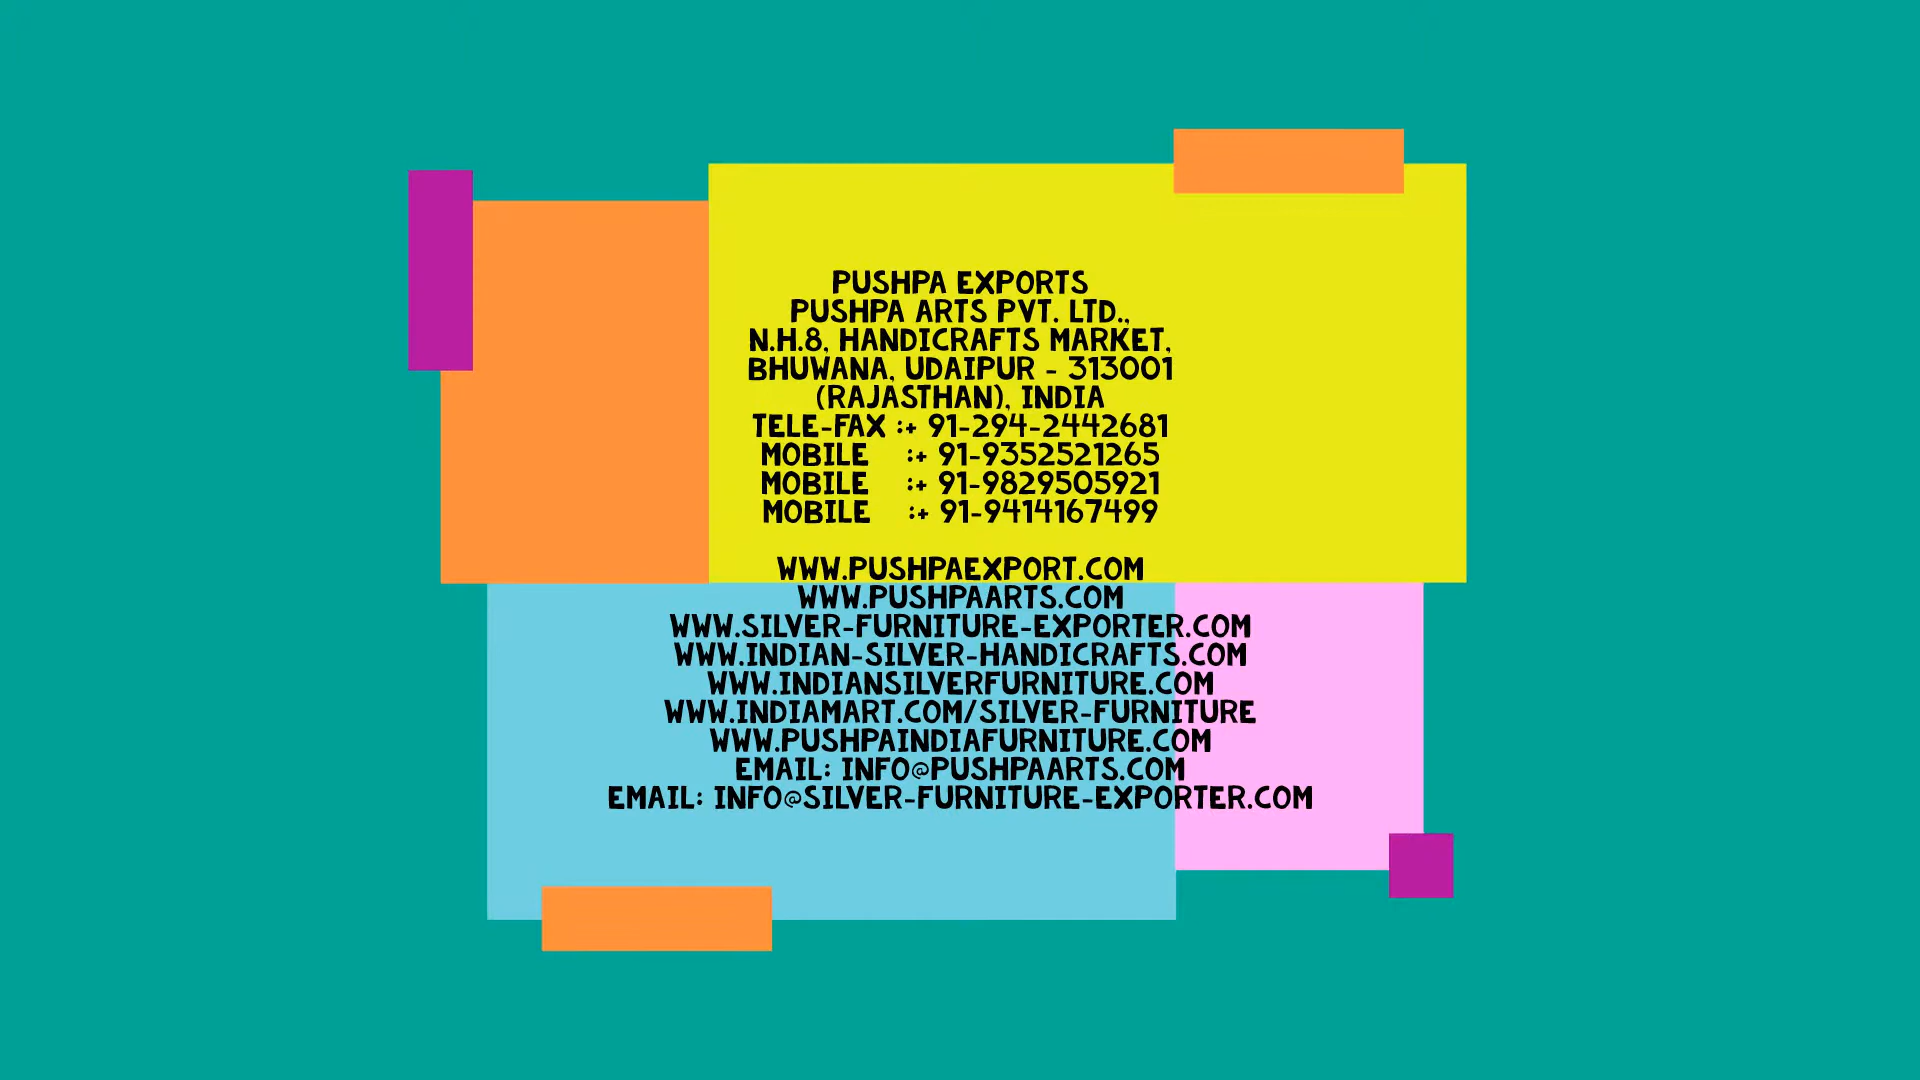 PUSHPA EXPORTS
PUSHPA ARTS PVT. LTD.,
N.H.8, HANDICRAFTS MARKET,
BHUWANA, UDAIPUR - 313001
(RAJASTHAN), INDIA
TELE-FAX :+ 91-294-2442681
MOBILE :+ 91-9352521265
MOBILE :+ 91-9829505921
MOBILE :+ 91-9414167499
WWW.PUSHPAEXPORT.COM
WWW.PUSHPAARTS.COM
WWW.SILVER-FURNITURE-EXPORTER.COM
WWW.INDIAN-SILVER-HANDICRAFTS.COM
WWW.INDIANSILVERFURNITURE.COM
WWW.INDIAMART.COM/SILVER-FURNITURE
WWW.PUSHPAINDIAFURNITURE.COM
EMAIL: INFO@PUSHPAARTS.COM
EMAIL: INFO@SILVER-FURNITURE-EXPORTER.COM